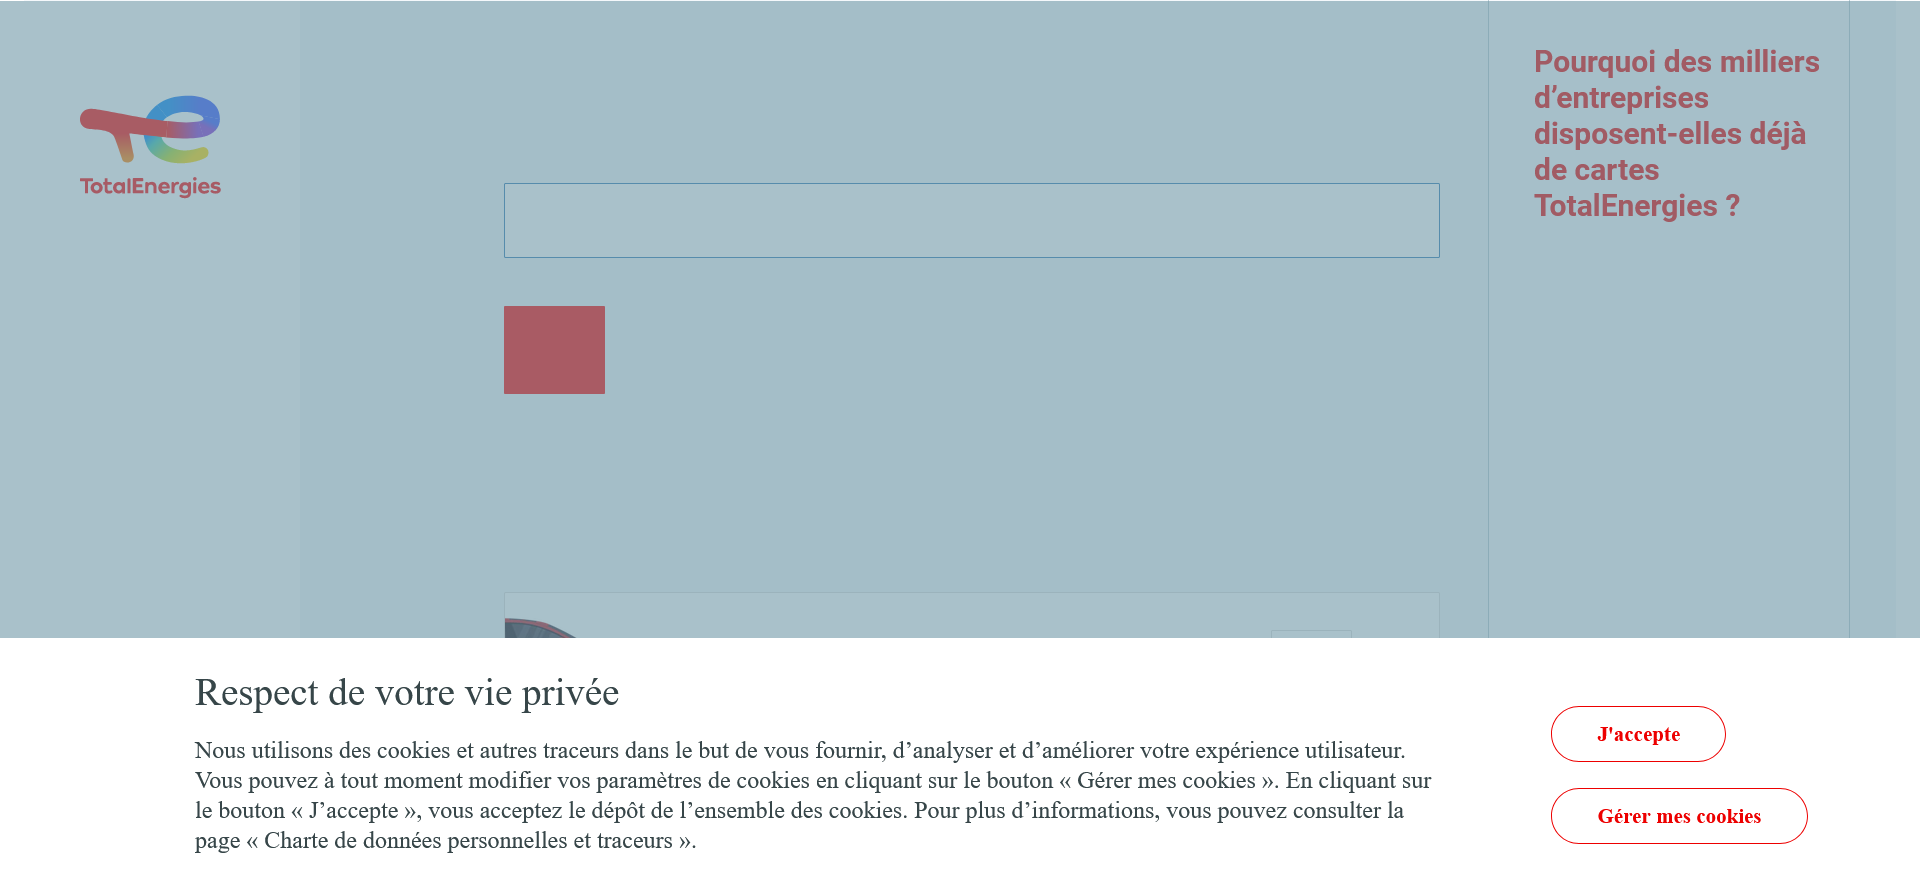 TotalEnergies
Pourquoi des milliers
d’entreprises
disposent-elles déjà
de cartes
TotalEnergies ?
Respect de votre vie privée
Nous utilisons des cookies et autres traceurs dans le but de vous fournir, d’analyser et d’améliorer votre expérience utilisateur.
Vous pouvez à tout moment modifier vos paramètres de cookies en cliquant sur le bouton « Gérer mes cookies ». En cliquant sur
le bouton « J’accepte », vous acceptez le dépôt de l’ensemble des cookies. Pour plus d’informations, vous pouvez consulter la
page « Charte de données personnelles et traceurs ».
J'accepte
Gérer mes cookies